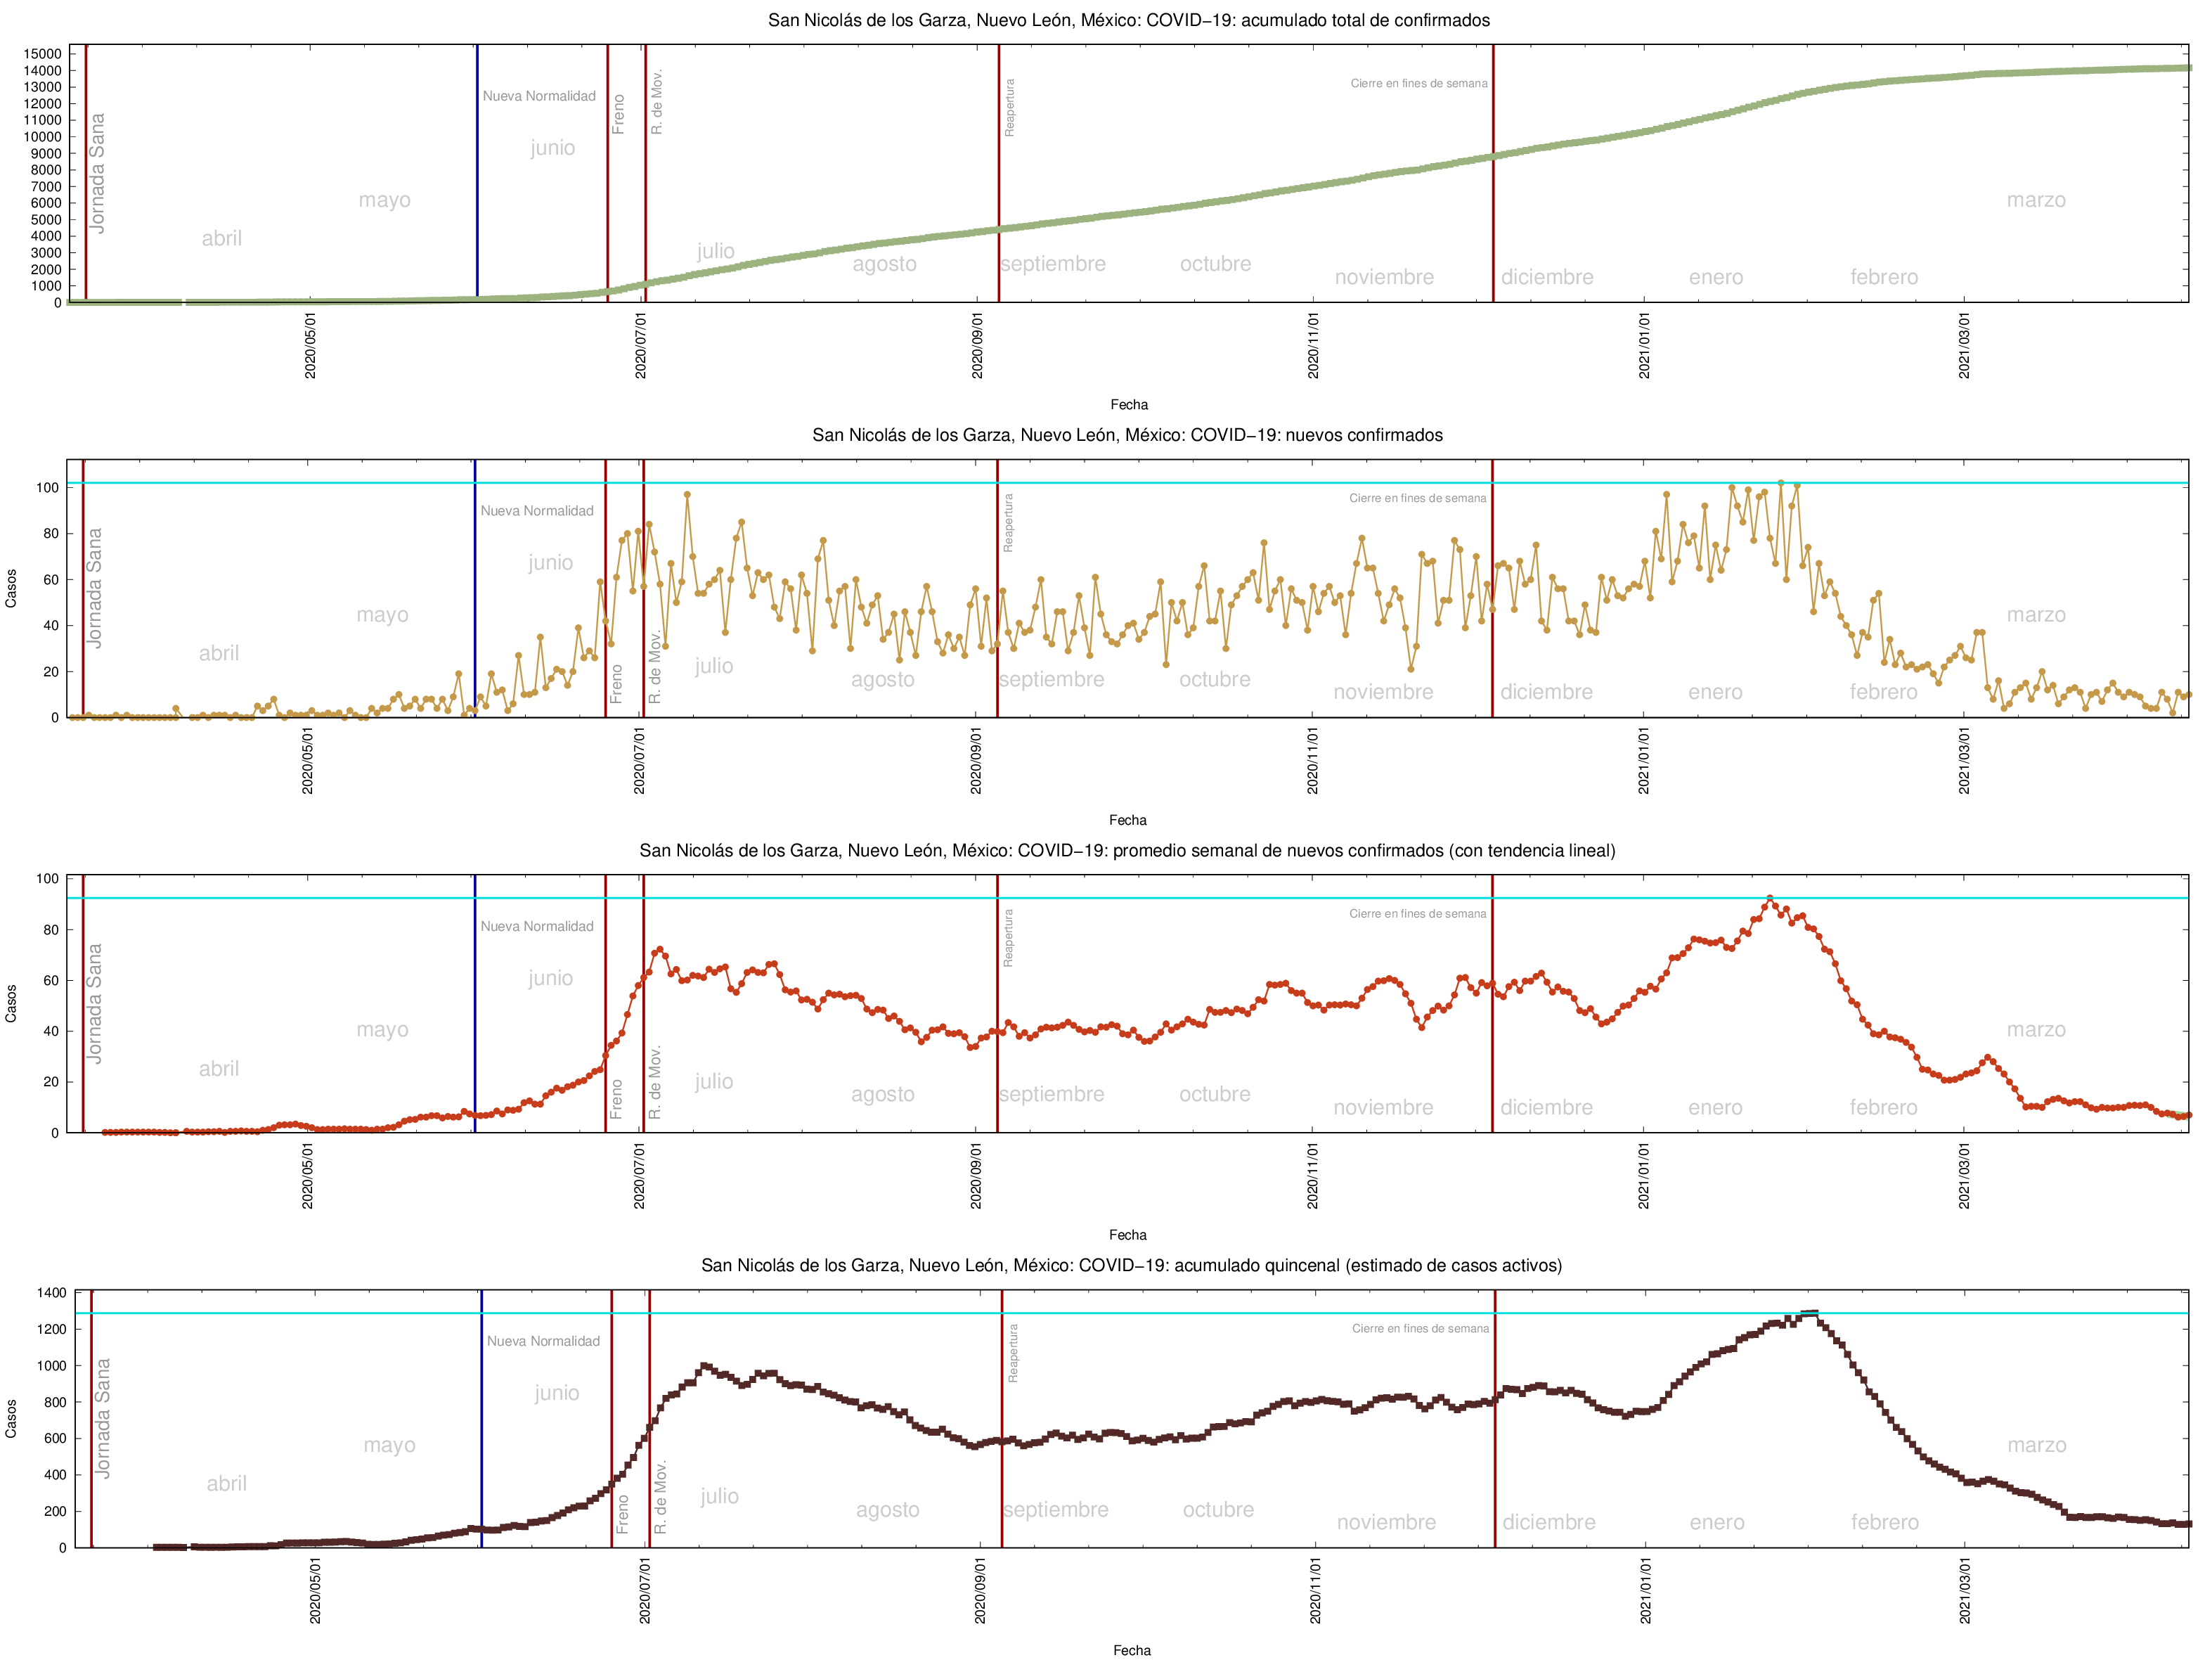 San Nicolás de los Garza, Nuevo León, México: COVID−19: acumulado total de confirmados
15000
14000
13000
12000
11000
10000
9000
8000
7000
6000
5000
4000
3000
2000
1000
0
Jornada Sana
abril
mayo
Nueva Normalidad
junio
Freno
R. de Mov.
julio
agosto
Reapertura
septiembre
octubre
noviembre
Cierre en fines de semana
diciembre
enero
febrero
marzo
2020/05/01
2020/07/01
2020/09/01
2020/11/01
2021/01/01
2021/03/01
Fecha
San Nicolás de los Garza, Nuevo León, México: COVID−19: nuevos confirmados
Casos
100
80
60
40
20
0
Jornada Sana
abril
mayo
Nueva Normalidad
junio
Freno
R. de Mov.
julio
agosto
Reapertura
septiembre
octubre
noviembre
Cierre en fines de semana
diciembre
enero
febrero
marzo
2020/05/01
2020/07/01
2020/09/01
2020/11/01
2021/01/01
2021/03/01
Fecha
San Nicolás de los Garza, Nuevo León, México: COVID−19: promedio semanal de nuevos confirmados (con tendencia lineal)
Casos
100
80
60
40
20
0
Jornada Sana
abril
mayo
Nueva Normalidad
junio
Freno
R. de Mov.
julio
agosto
Reapertura
septiembre
octubre
noviembre
Cierre en fines de semana
diciembre
enero
febrero
marzo
2020/05/01
2020/07/01
2020/09/01
2020/11/01
2021/01/01
2021/03/01
Fecha
San Nicolás de los Garza, Nuevo León, México: COVID−19: acumulado quincenal (estimado de casos activos)
Casos
1400
1200
1000
800
600
400
200
0
Jornada Sana
abril
mayo
Nueva Normalidad
junio
Freno
R. de Mov.
julio
agosto
Reapertura
septiembre
octubre
noviembre
Cierre en fines de semana
diciembre
enero
febrero
marzo
2020/05/01
2020/07/01
2020/09/01
2020/11/01
2021/01/01
2021/03/01
Fecha